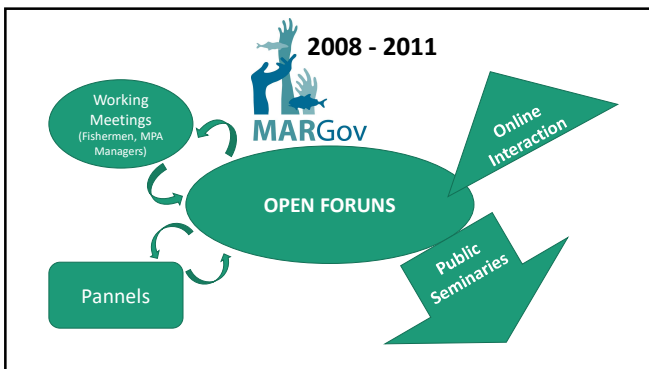 2008 - 2011
MARGov
Working
Meetings
(Fishermen, MPA
Managers)
Online
Interaction
OPEN FORUNS
Public
Seminaries
Pannels